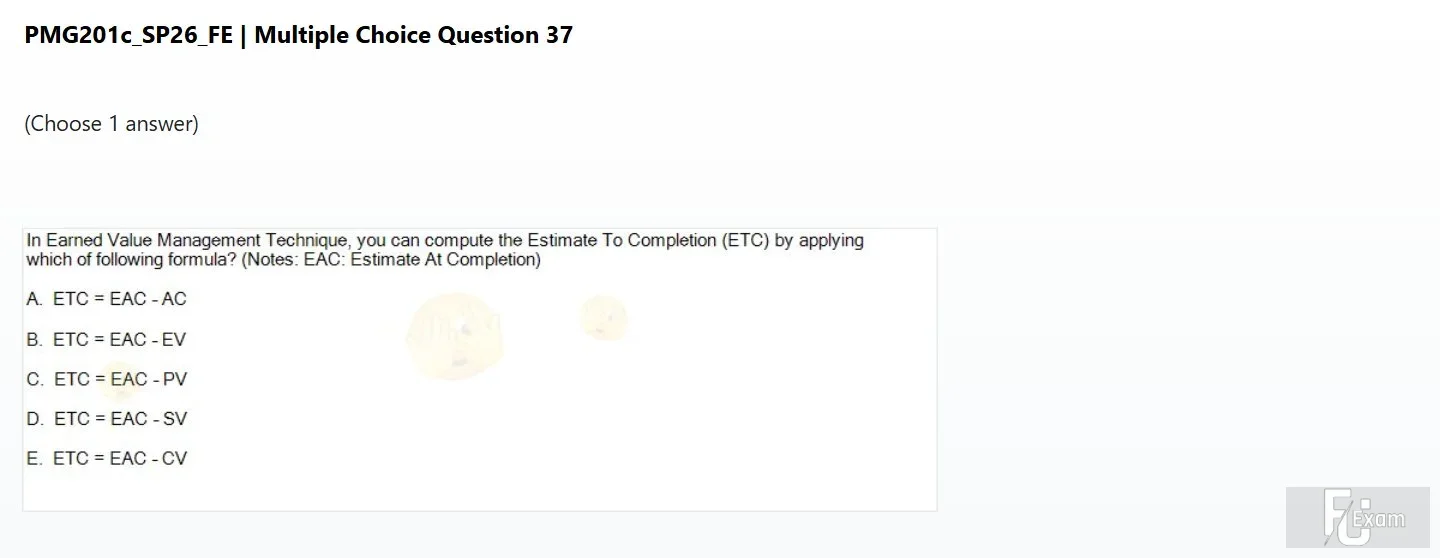 PMG201c_SP26_FE | Multiple Choice Question 37
(Choose 1 answer)
In Earned Value Management Technique, you can compute the Estimate To Completion (ETC) by applying
which of following formula? (Notes: EAC: Estimate At Completion)
A. ETC = EAC - AC
B. ETC = EAC - EV
C. ETC = EAC - PV
D. ETC = EAC - SV
E. ETC = EAC - CV
FU Exam